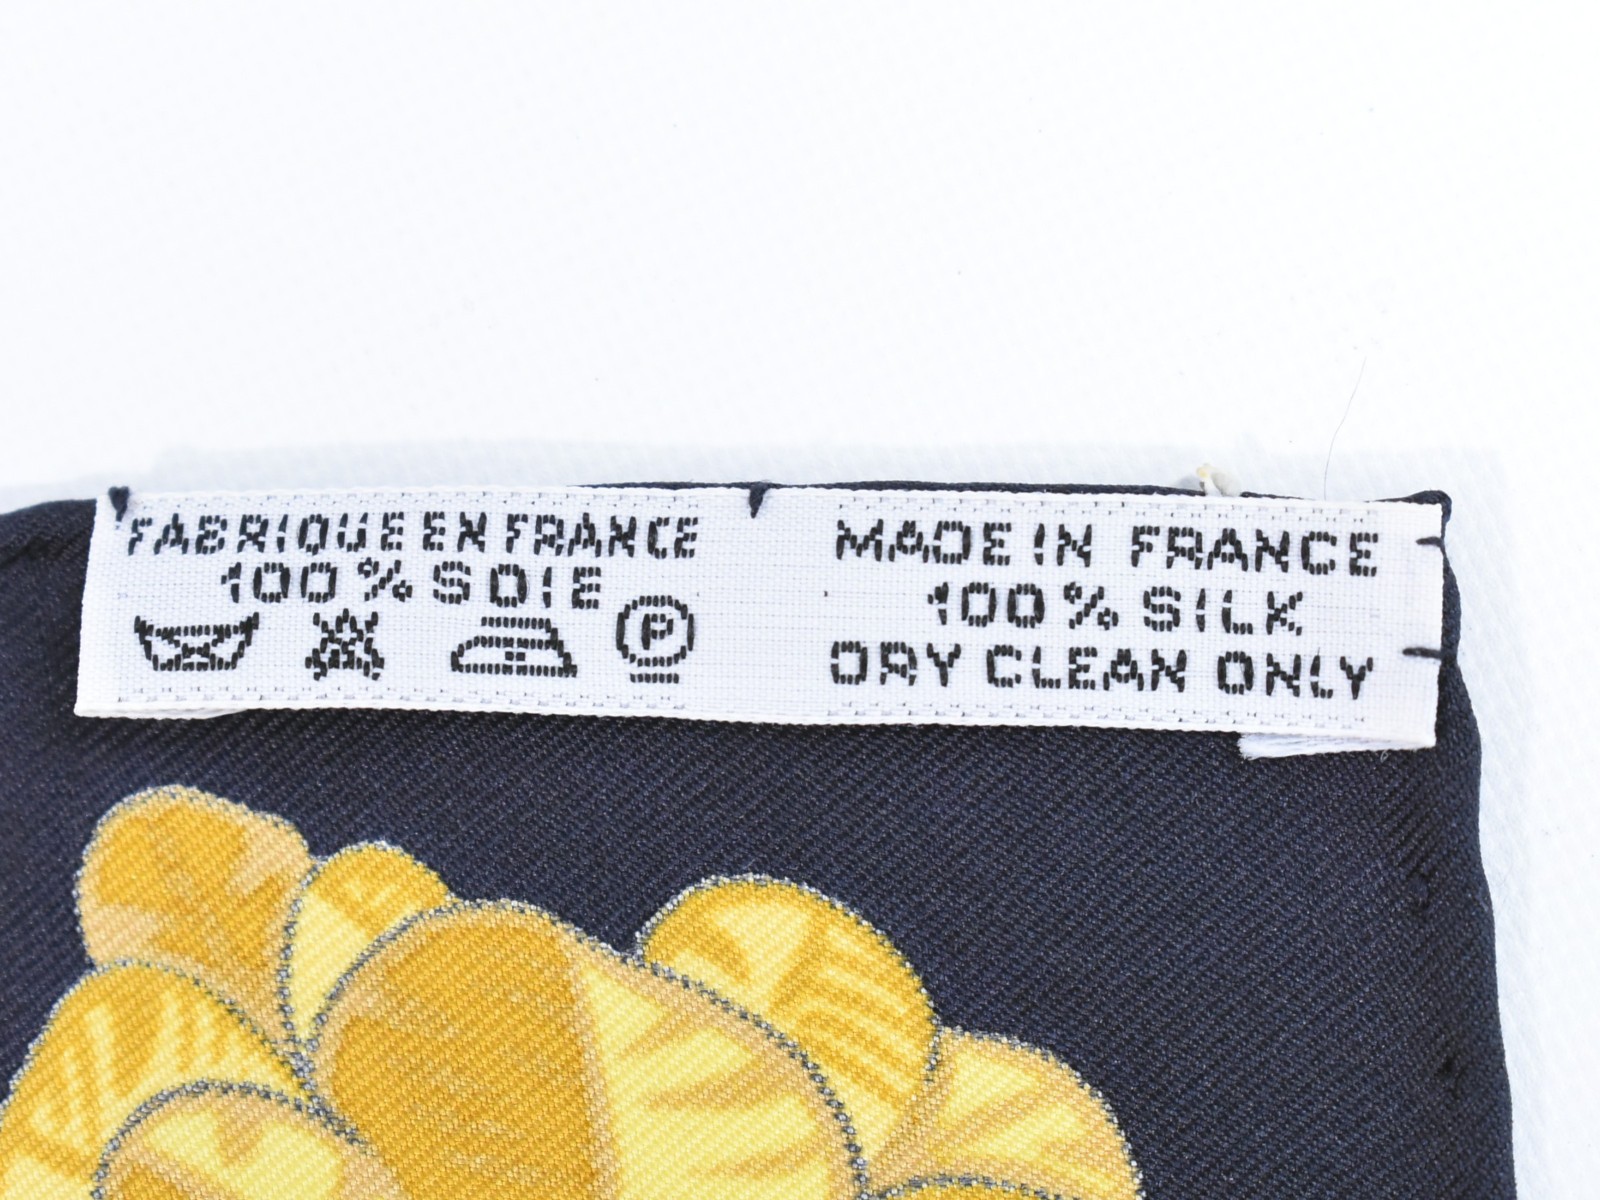 FABRIQUE EN FRANCE
100% SOIE
P
MADE IN FRANCE
100% SILK
DRY CLEAN ONLY